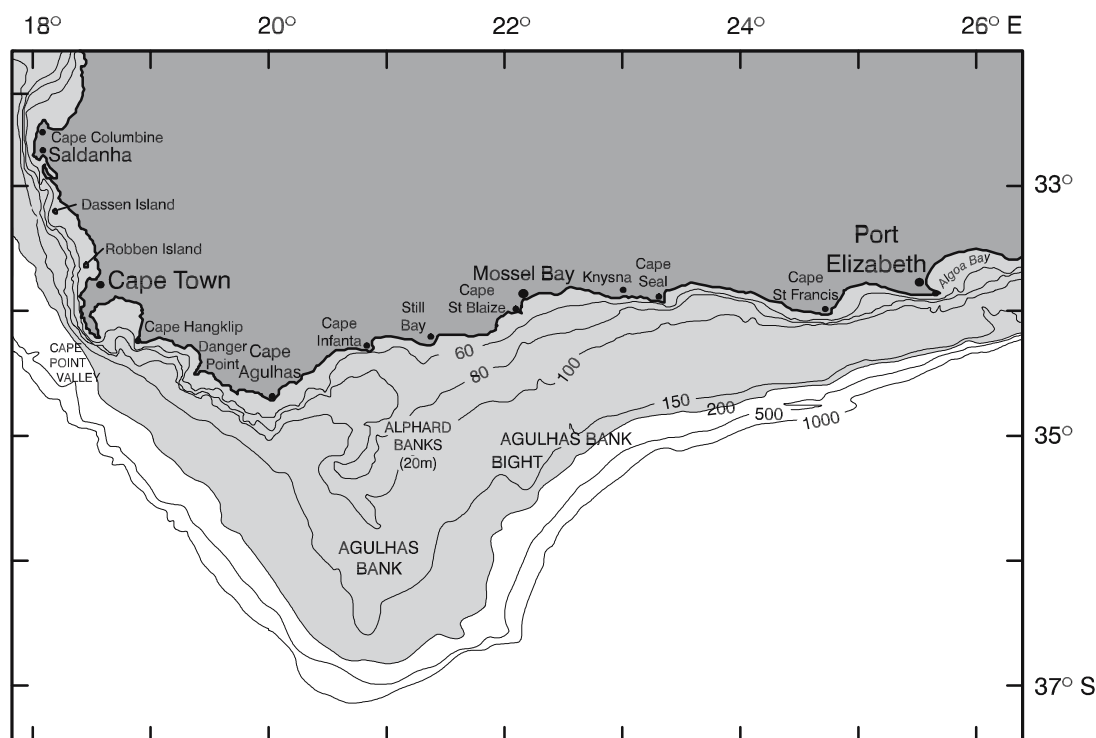 18° 20° 22° 24° 26° E
Cape Columbine
Saldanha
33°
Dassen Island
Robben Island
Cape Town
Port
Elizabeth
Algoa Bay
Mossel Bay
Knysna
Cape
Seal
Cape
St Francis
Cape
St Blaize
Still
Bay
Cape
Infanta
Cape Hangklip
Danger
Point
Cape
Agulhas
CAPE
POINT
VALLEY
60
80
100
150
200
500
1000
ALPHARD
BANKS
(20m)
AGULHAS BANK
BIGHT
35°
AGULHAS
BANK
37° S